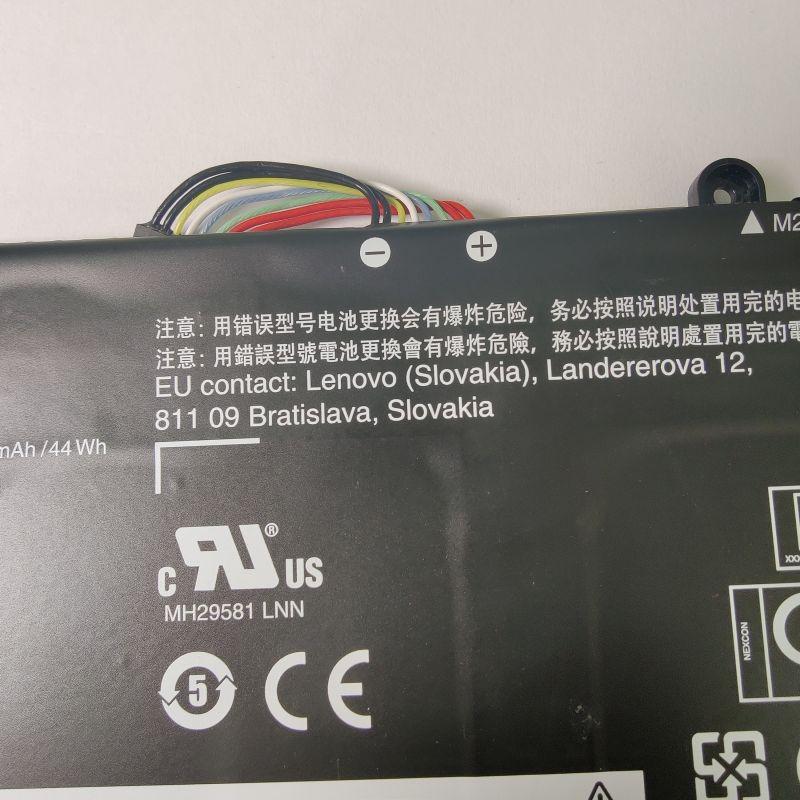 − +
M2
注意: 用错误型号电池更换会有爆炸危险, 务必按照说明处置用完的电
注意: 用錯誤型號電池更換會有爆炸危險, 務必按照說明處置用完的電
EU contact: Lenovo (Slovakia), Landererova 12,
811 09 Bratislava, Slovakia
mAh/44 Wh
c RU® US
MH29581 LNN
5
CE
NEXCON